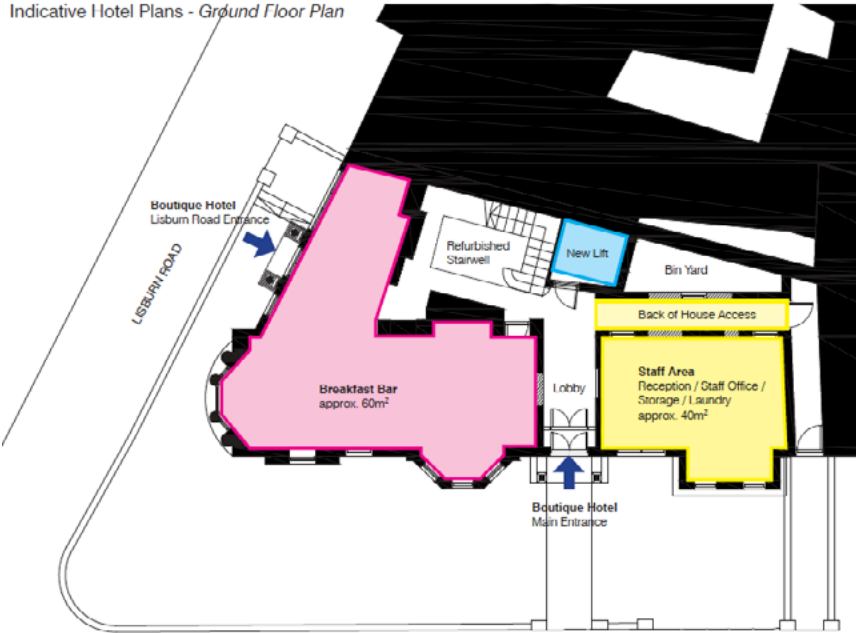 Indicative Hotel Plans - Ground Floor Plan
Boutique Hotel
Lisburn Road Entrance
LISBURN ROAD
Refurbished
Stairwell
New Lift
Bin Yard
Back of House Access
Breakfast Bar
approx. 60m²
Lobby
Staff Area
Reception / Staff Office /
Storage / Laundry
approx. 40m²
Boutique Hotel
Main Entrance